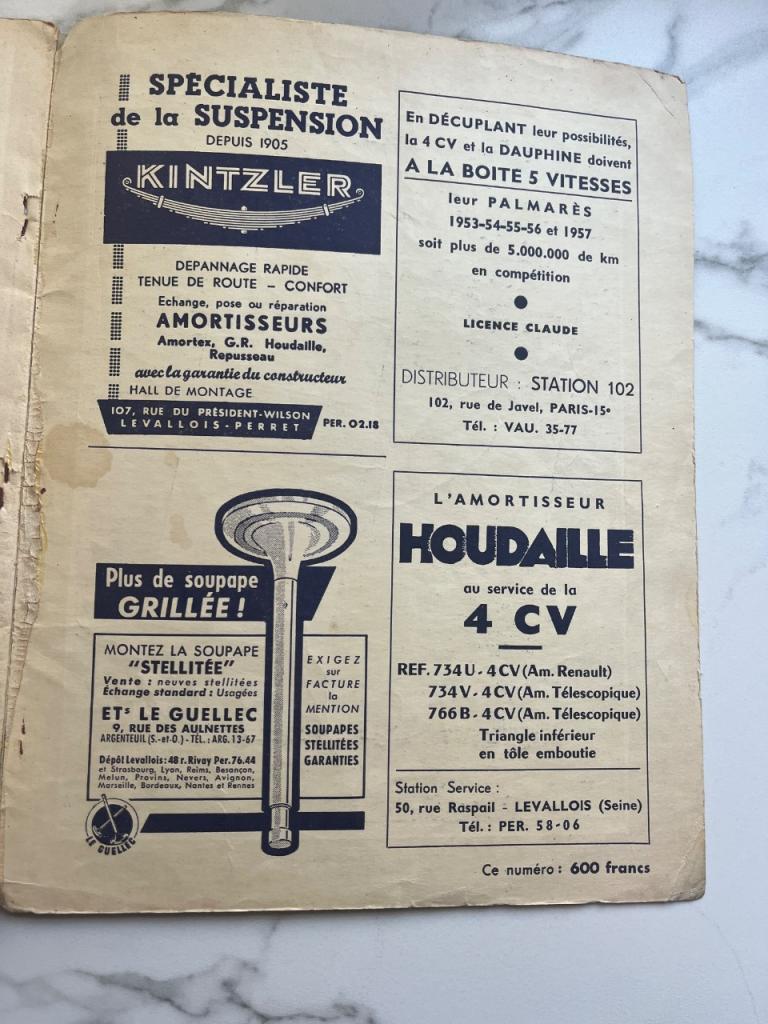 SPÉCIALISTE
de la SUSPENSION
DEPUIS 1905
KINTZLER
DEPANNAGE RAPIDE
TENUE DE ROUTE – CONFORT
Echange, pose ou réparation
AMORTISSEURS
Amortex, G.R. Houdaille,
Repusseau
avec la garantie du constructeur
HALL DE MONTAGE
107, RUE DU PRÉSIDENT-WILSON
LEVALLOIS-PERRET
PER. 02.18
En DÉCUPLANT leur possibilités,
la 4 CV et la DAUPHINE doivent
A LA BOITE 5 VITESSES
leur PALMARÈS
1953-54-55-56 et 1957
soit plus de 5.000.000 de km
en compétition
LICENCE CLAUDE
DISTRIBUTEUR : STATION 102
102, rue de Javel, PARIS-15e
Tél. : VAU. 35-77
Plus de soupape
GRILLÉE !
MONTEZ LA SOUPAPE
"STELLITÉE"
Vente : neuves stellitées
Échange standard : Usagées
ETs LE GUELLEC
9, RUE DES AULNETTES
ARGENTEUIL (S.-et-O.) - TÉL. : ARG. 13-67
Dépôt Levallois : 48 r. Rivay Per. 76.44
et Strasbourg, Lyon, Reims, Besançon,
Melun, Provins, Nevers, Avignon,
Marseille, Bordeaux, Nantes et Rennes
EXIGEZ
sur
FACTURE
la
MENTION
SOUPAPES
STELLITÉES
GARANTIES
LE GUELLEC
L'AMORTISSEUR
HOUDAILLE
au service de la
4 CV
REF. 734 U - 4 CV (Am. Renault)
734 V - 4 CV (Am. Télescopique)
766 B - 4 CV (Am. Télescopique)
Triangle inférieur
en tôle emboutie
Station Service :
50, rue Raspail - LEVALLOIS (Seine)
Tél. : PER. 58-06
Ce numéro : 600 francs